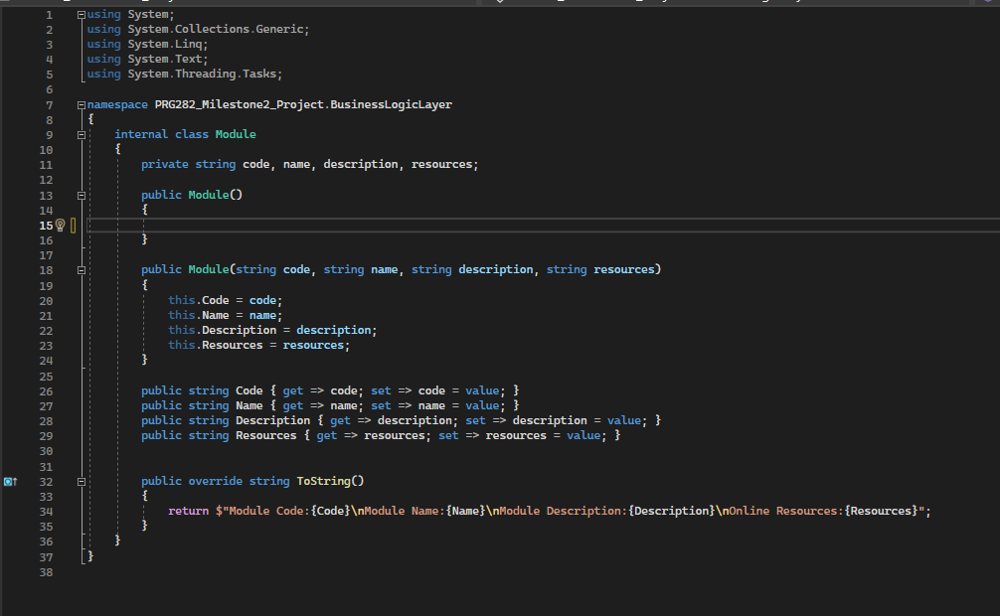 1 using System;
2 using System.Collections.Generic;
3 using System.Linq;
4 using System.Text;
5 using System.Threading.Tasks;
6
7 namespace PRG282_Milestone2_Project.BusinessLogicLayer
8 {
9 internal class Module
10 {
11 private string code, name, description, resources;
12
13 public Module()
14 {
15
16 }
17
18 public Module(string code, string name, string description, string resources)
19 {
20 this.Code = code;
21 this.Name = name;
22 this.Description = description;
23 this.Resources = resources;
24 }
25
26 public string Code { get => code; set => code = value; }
27 public string Name { get => name; set => name = value; }
28 public string Description { get => description; set => description = value; }
29 public string Resources { get => resources; set => resources = value; }
30
31
32 public override string ToString()
33 {
34 return $"Module Code:{Code}\nModule Name:{Name}\nModule Description:{Description}\nOnline Resources:{Resources}";
35 }
36 }
37 }
38